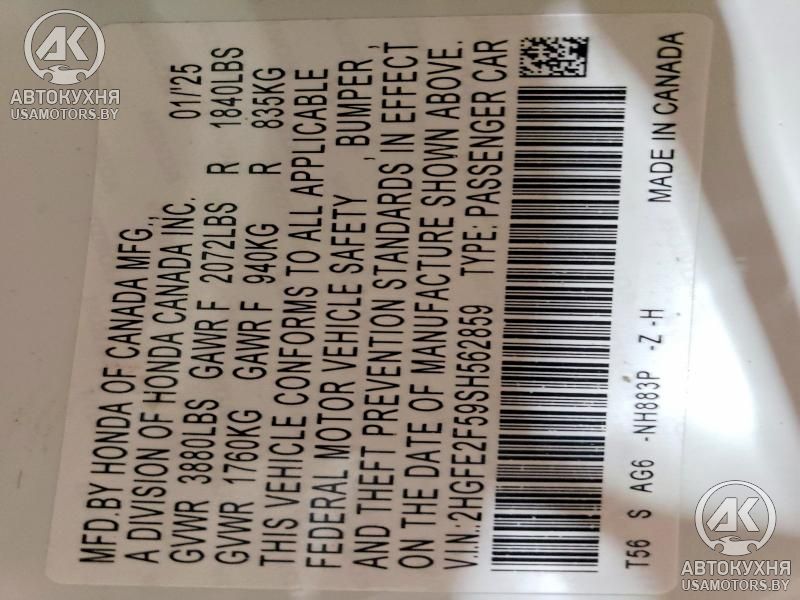 MFD.BY HONDA OF CANADA MFG.,
A DIVISION OF HONDA CANADA INC. 01/'25
GVWR 3880LBS GAWR F 2072LBS R 1840LBS
GVWR 1760KG GAWR F 940KG R 835KG
THIS VEHICLE CONFORMS TO ALL APPLICABLE
FEDERAL MOTOR VEHICLE SAFETY , BUMPER ,
AND THEFT PREVENTION STANDARDS IN EFFECT
ON THE DATE OF MANUFACTURE SHOWN ABOVE.
V.I.N.:2HGFE2F59SH562859 TYPE: PASSENGER CAR
T56 S AG6 -NH883P -Z -H MADE IN CANADA
АК
АВТОКУХНЯ
USAMOTORS.BY
АК
АВТОКУХНЯ
USAMOTORS.BY